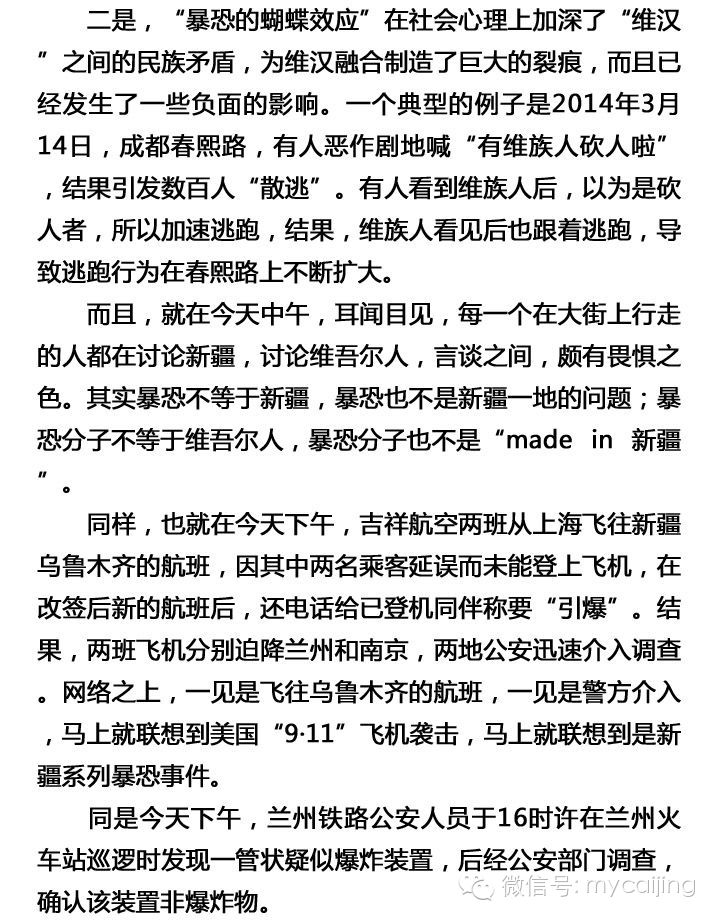 二是，“暴恐的蝴蝶效应”在社会心理上加深了“维汉
”之间的民族矛盾，为维汉融合制造了巨大的裂痕，而且已
经发生了一些负面的影响。一个典型的例子是2014年3月
14日，成都春熙路，有人恶作剧地喊“有维族人砍人啦”
，结果引发数百人“散逃”。有人看到维族人后，以为是砍
人者，所以加速逃跑，结果，维族人看见后也跟着逃跑，导
致逃跑行为在春熙路上不断扩大。
而且，就在今天中午，耳闻目见，每一个在大街上行走
的人都在讨论新疆，讨论维吾尔人，言谈之间，颇有畏惧之
色。其实暴恐不等于新疆，暴恐也不是新疆一地的问题；暴
恐分子不等于维吾尔人，暴恐分子也不是“made in 新疆
”。
同样，也就在今天下午，吉祥航空两班从上海飞往新疆
乌鲁木齐的航班，因其中两名乘客延误而未能登上飞机，在
改签后新的航班后，还电话给已登机同伴称要“引爆”。结
果，两班飞机分别迫降兰州和南京，两地公安迅速介入调查
。网络之上，一见是飞往乌鲁木齐的航班，一见是警方介入
，马上就联想到美国“9·11”飞机袭击，马上就联想到是新
疆系列暴恐事件。
同是今天下午，兰州铁路公安人员于16时许在兰州火
车站巡逻时发现一管状疑似爆炸装置，后经公安部门调查，
确认该装置非爆炸物。
微信号: mycaijing